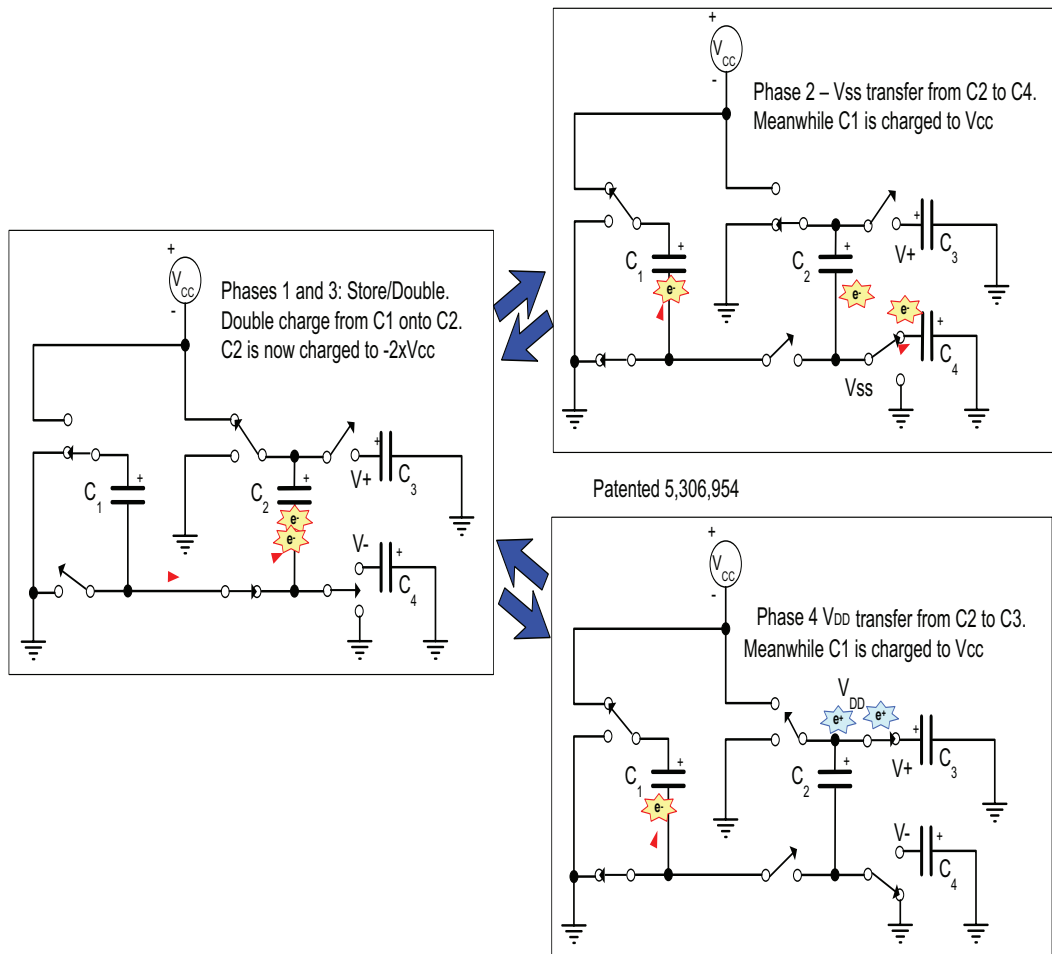 +
VCC
-
Phases 1 and 3: Store/Double.
Double charge from C1 onto C2.
C2 is now charged to -2xVcc
+
C1
+
C2
e-
e-
+
V+
C3
V-
+
C4
+
VCC
-
Phase 2 – Vss transfer from C2 to C4.
Meanwhile C1 is charged to Vcc
+
C1
e-
+
C2
e-
+
V+
C3
e-
+
C4
Vss
Patented 5,306,954
+
VCC
-
Phase 4 VDD transfer from C2 to C3.
Meanwhile C1 is charged to Vcc
VDD
e+
e+
+
C1
e-
+
C2
+
V+
C3
V-
+
C4